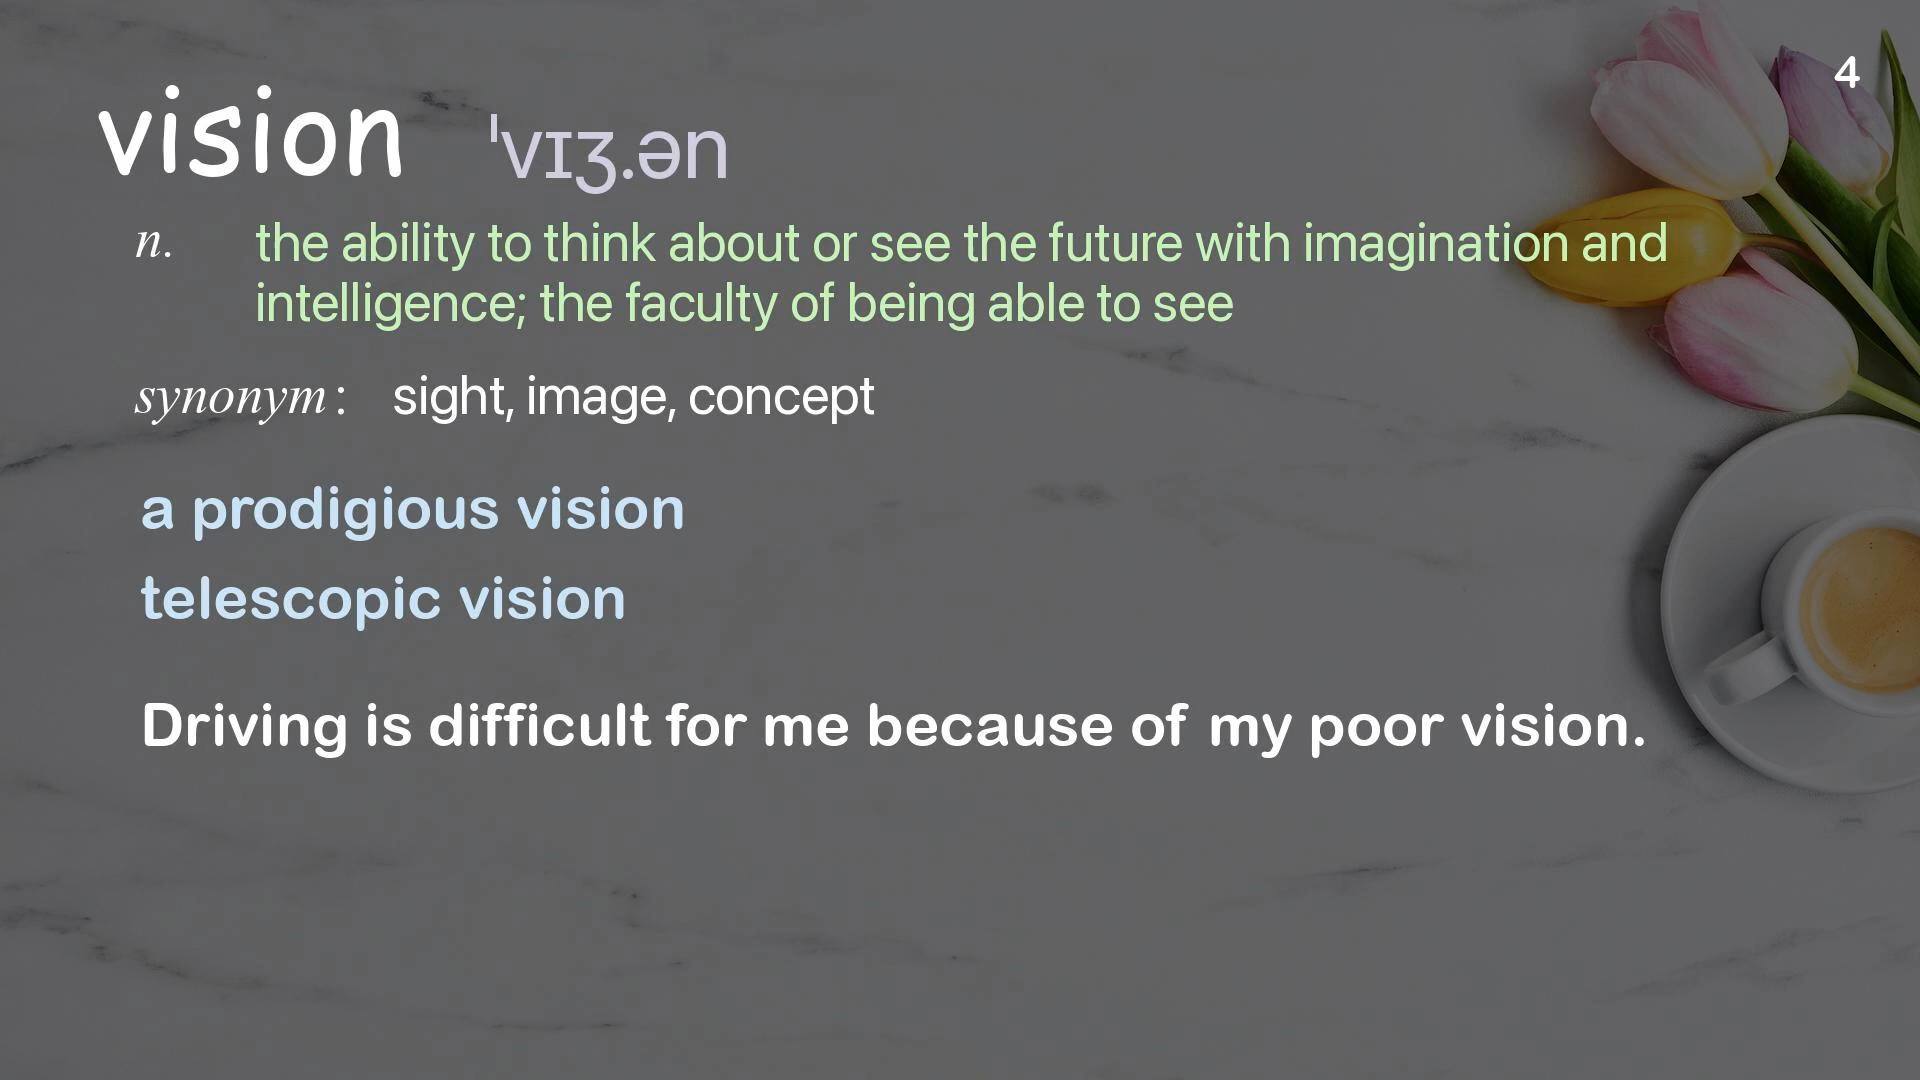 4
vision ˈvɪʒ.ən
n. the ability to think about or see the future with imagination and
intelligence; the faculty of being able to see
synonym: sight, image, concept
a prodigious vision
telescopic vision
Driving is difficult for me because of my poor vision.